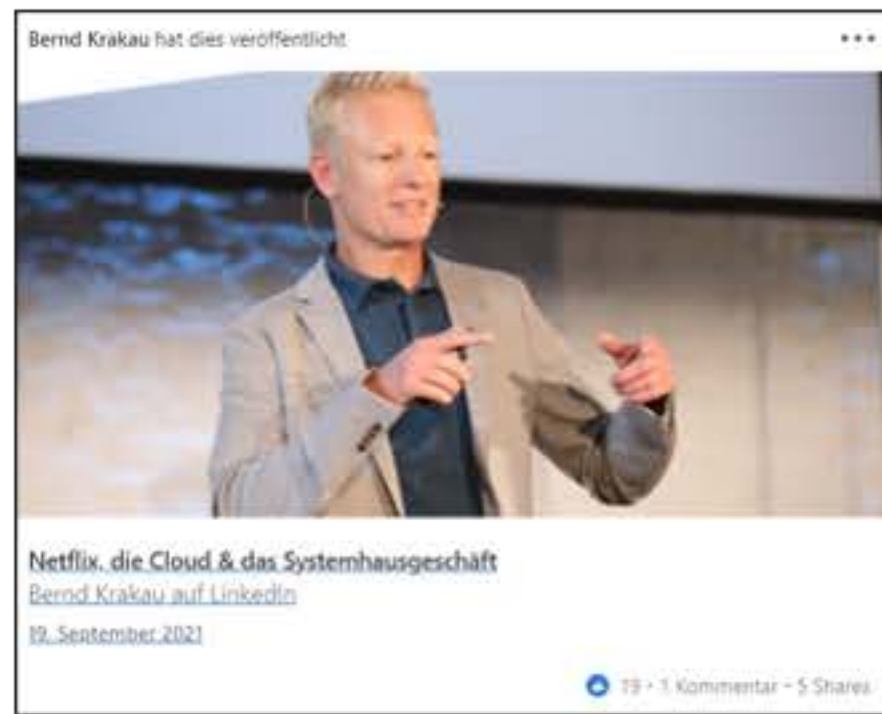 Bernd Krakau hat dies veröffentlicht
Netflix, die Cloud & das Systemhausgeschäft
Bernd Krakau auf LinkedIn
19. September 2021
19 • 1 Kommentar • 5 Shares